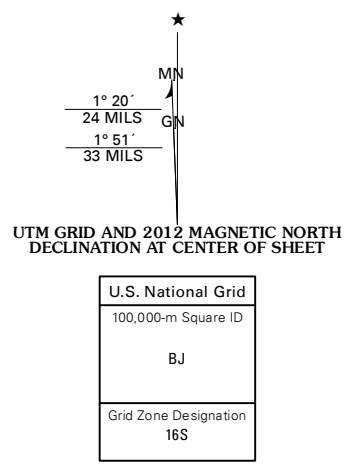 MN
1° 20´
24 MILS
GN
1° 51´
33 MILS
UTM GRID AND 2012 MAGNETIC NORTH
DECLINATION AT CENTER OF SHEET
U.S. National Grid
100,000-m Square ID
BJ
Grid Zone Designation
16S